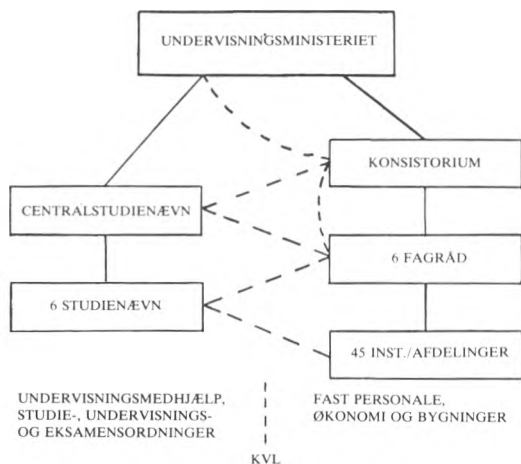 UNDERVISNINGSMINISTERIET
KONSISTORIUM
CENTRALSTUDIENÆVN
6 FAGRÅD
6 STUDIENÆVN
45 INST./AFDELINGER
UNDERVISNINGSMEDHJÆLP,
STUDIE-, UNDERVISNINGS-
OG EKSAMENSORDNINGER
FAST PERSONALE,
ØKONOMI OG BYGNINGER
KVL